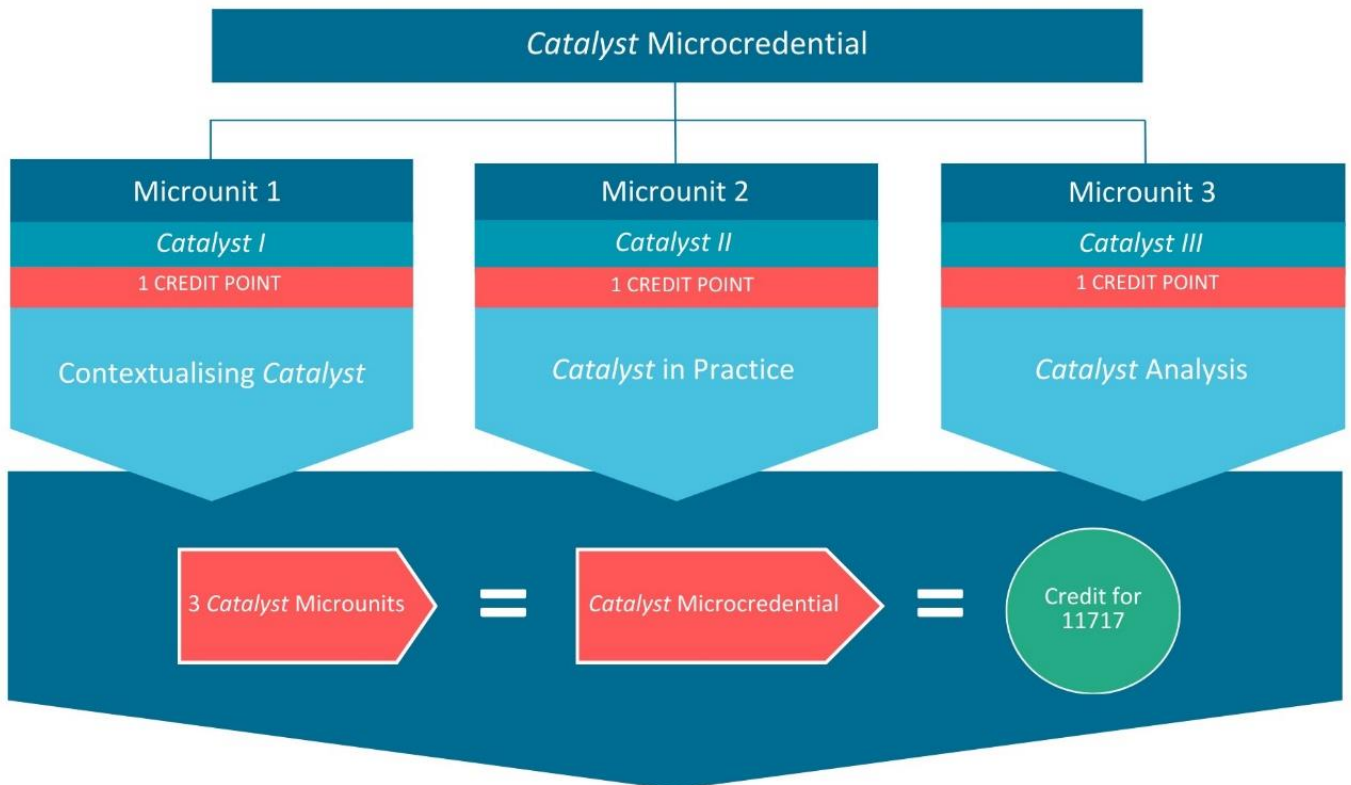 Catalyst Microcredential
Microunit 1
Catalyst I
1 CREDIT POINT
Contextualising Catalyst
Microunit 2
Catalyst II
1 CREDIT POINT
Catalyst in Practice
Microunit 3
Catalyst III
1 CREDIT POINT
Catalyst Analysis
3 Catalyst Microunits
=
Catalyst Microcredential
=
Credit for
11717